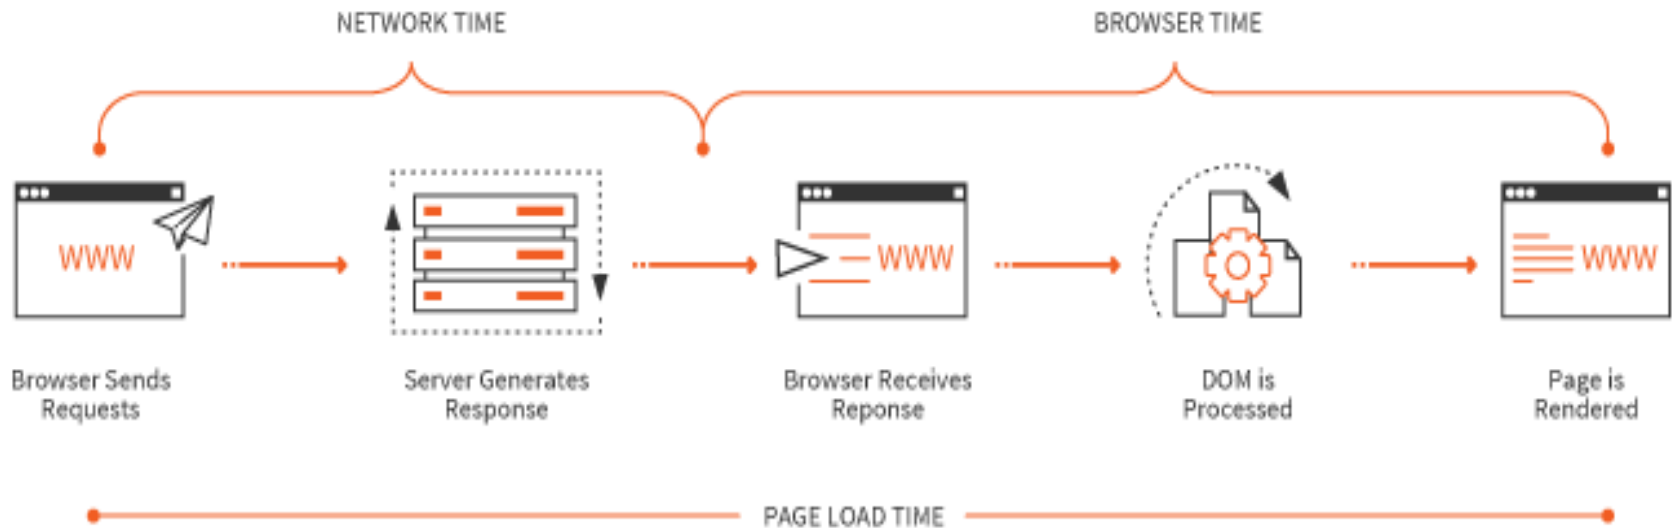 NETWORK TIME
BROWSER TIME
WWW
WWW
WWW
Browser Sends
Requests
Server Generates
Response
Browser Receives
Reponse
DOM is
Processed
Page is
Rendered
PAGE LOAD TIME